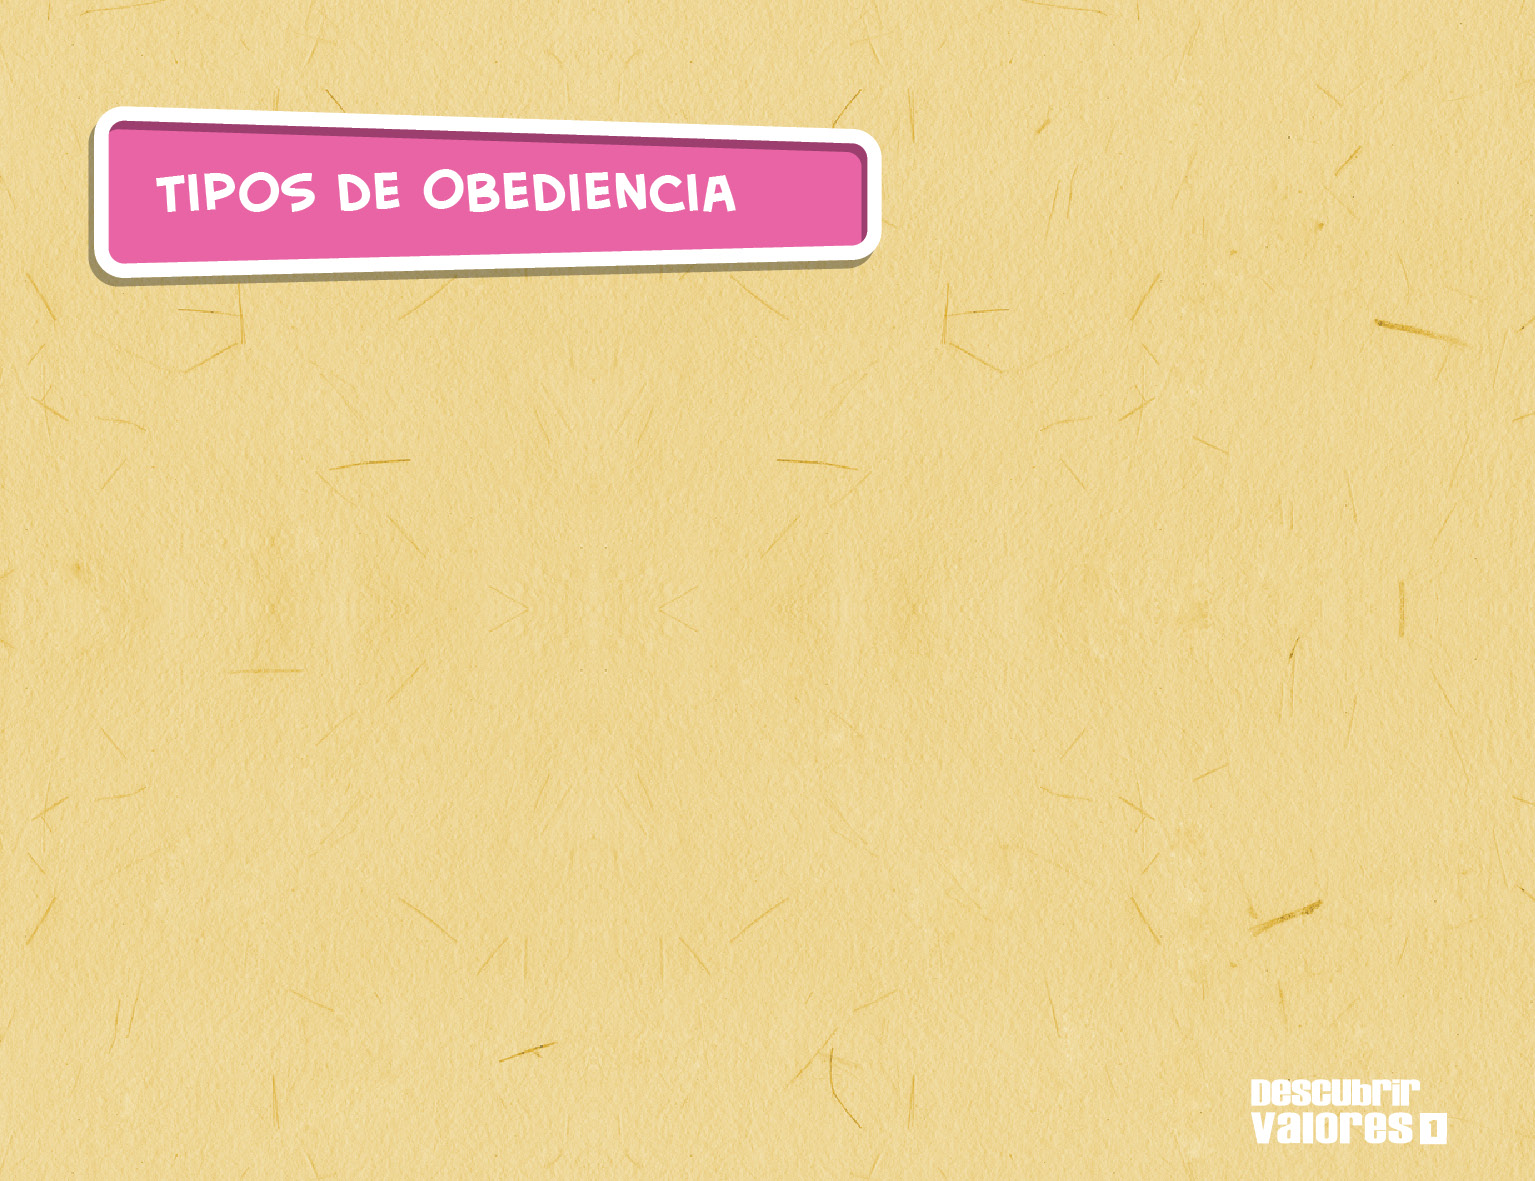 TIPOS DE OBEDIENCIA
Descubrir
valores 1